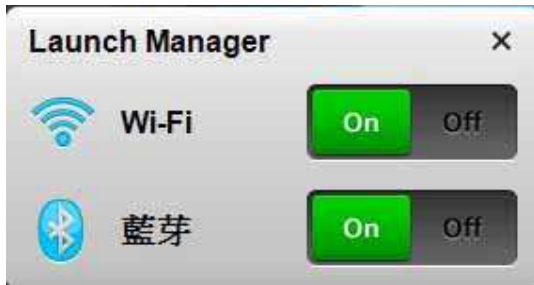 Launch Manager ×
Wi-Fi On Off
藍芽 On Off